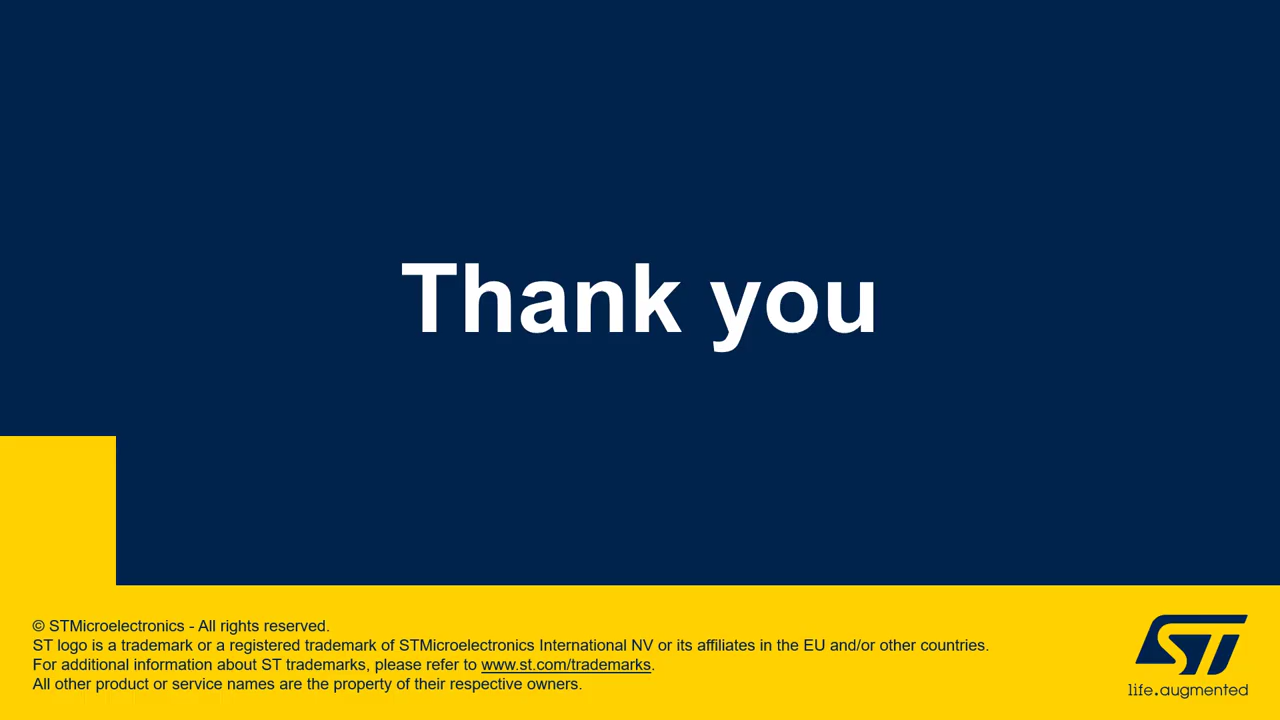 Thank you
© STMicroelectronics - All rights reserved.
ST logo is a trademark or a registered trademark of STMicroelectronics International NV or its affiliates in the EU and/or other countries.
For additional information about ST trademarks, please refer to www.st.com/trademarks.
All other product or service names are the property of their respective owners.
ST
life.augmented